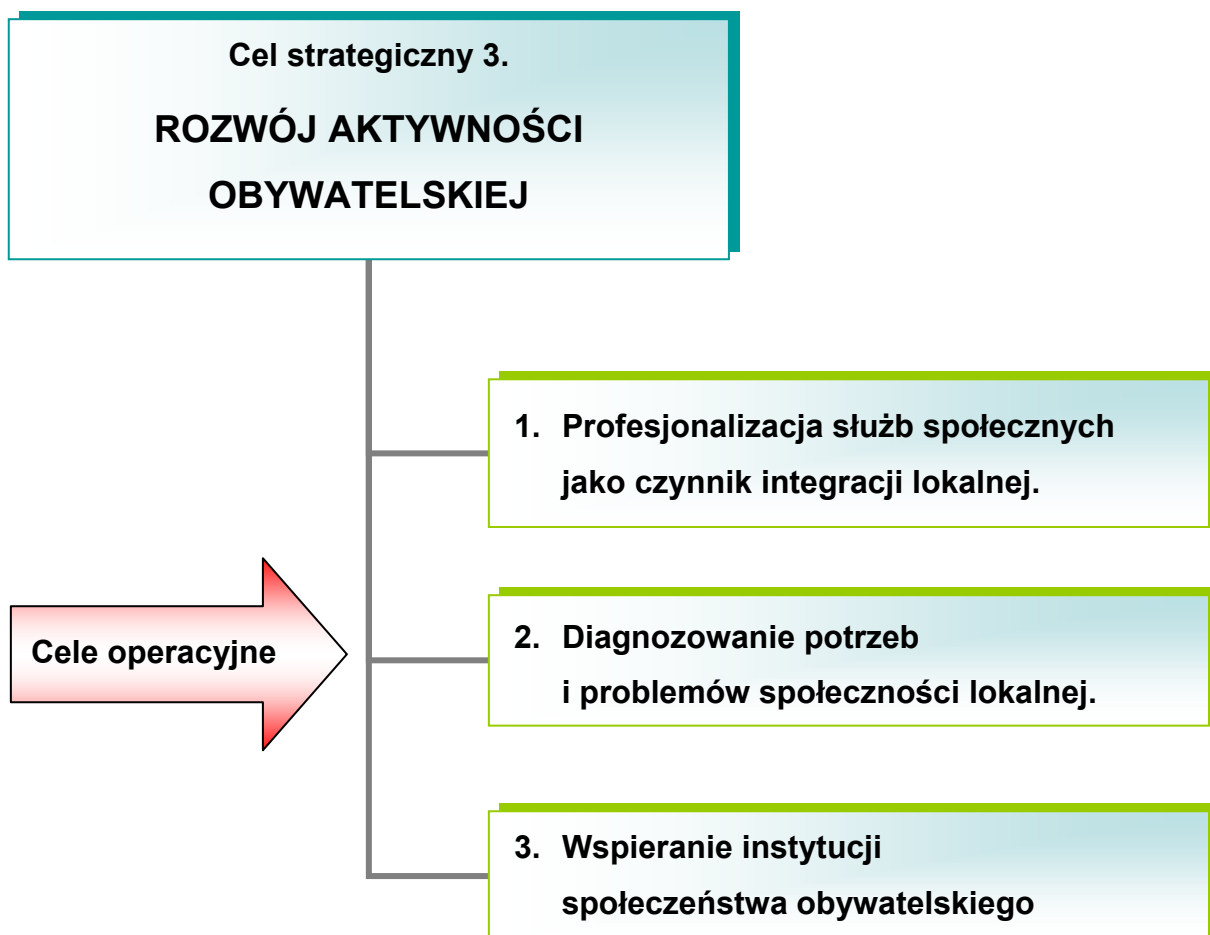 Cel strategiczny 3.
ROZWÓJ AKTYWNOŚCI
OBYWATELSKIEJ
1. Profesjonalizacja służb społecznych
jako czynnik integracji lokalnej.
Cele operacyjne
2. Diagnozowanie potrzeb
i problemów społeczności lokalnej.
3. Wspieranie instytucji
społeczeństwa obywatelskiego